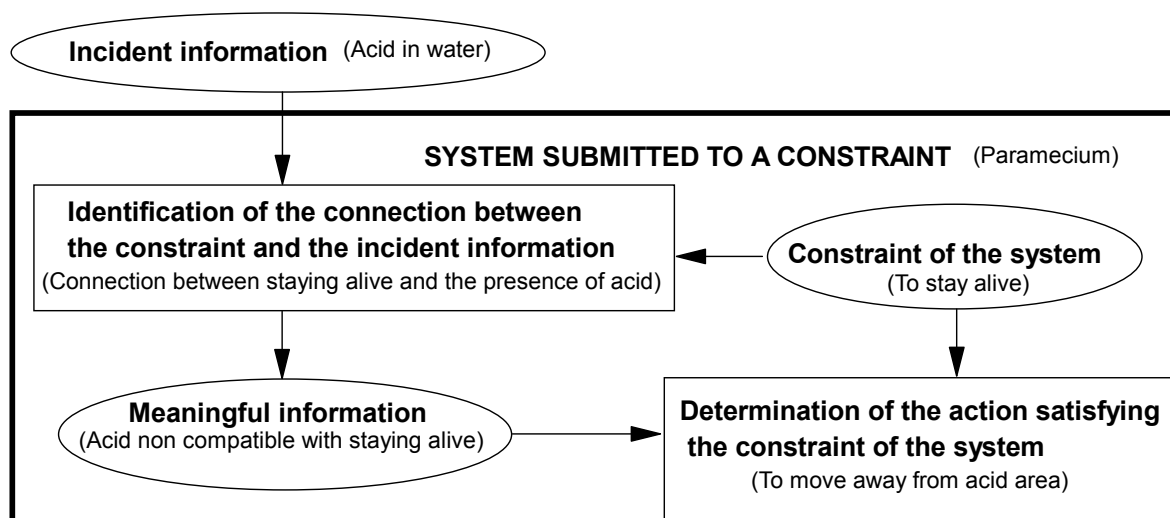 Incident information (Acid in water)
SYSTEM SUBMITTED TO A CONSTRAINT (Paramecium)
Identification of the connection between
the constraint and the incident information
(Connection between staying alive and the presence of acid)
Constraint of the system
(To stay alive)
Meaningful information
(Acid non compatible with staying alive)
Determination of the action satisfying
the constraint of the system
(To move away from acid area)